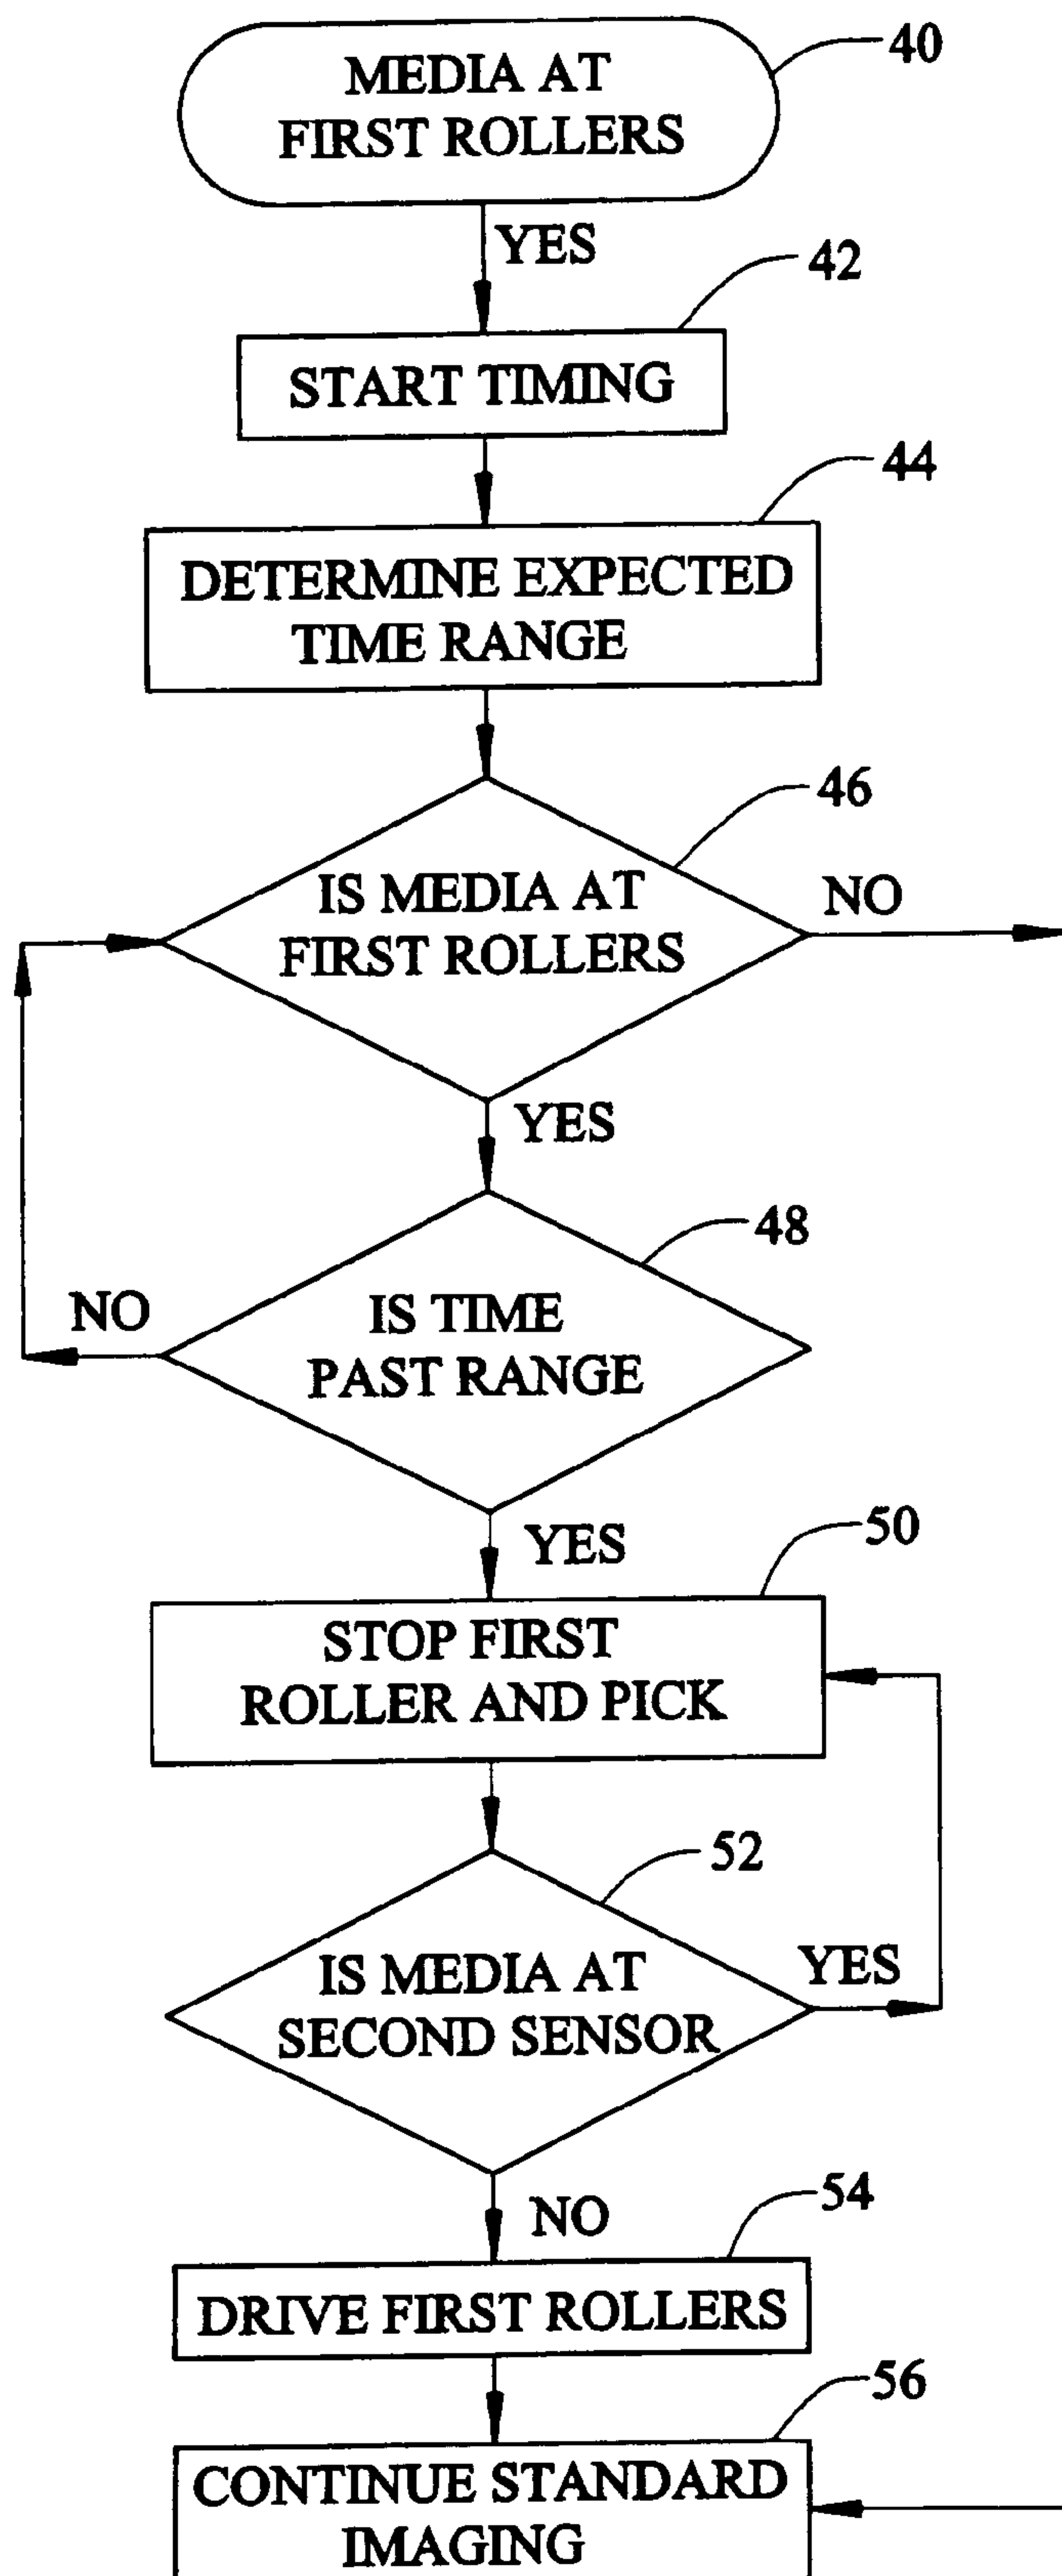 MEDIA AT
FIRST ROLLERS
40
YES
42
START TIMING
44
DETERMINE EXPECTED
TIME RANGE
46
IS MEDIA AT
FIRST ROLLERS
NO
YES
48
IS TIME
PAST RANGE
NO
YES
50
STOP FIRST
ROLLER AND PICK
52
IS MEDIA AT
SECOND SENSOR
YES
NO
54
DRIVE FIRST ROLLERS
56
CONTINUE STANDARD
IMAGING